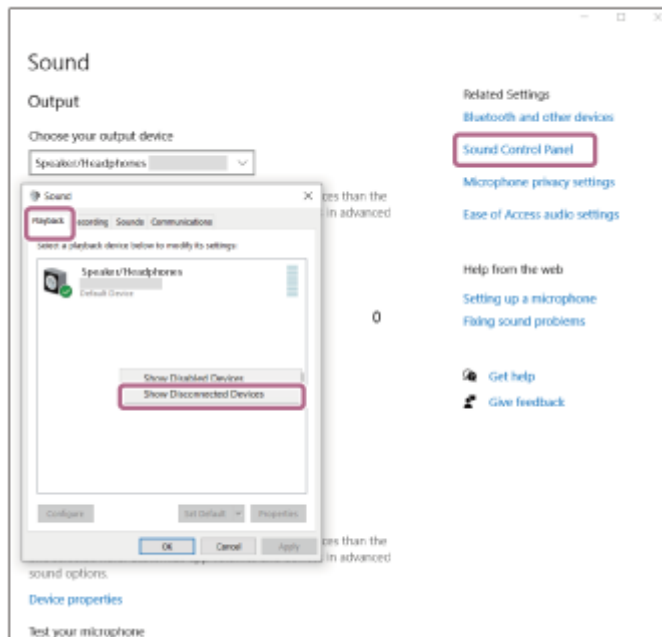 Sound
Output
Choose your output device
Speaker/Headphones
Sound
Playback
ecording
Sounds
Communications
Select a playback device below to modify its settings:
Speaker/Headphones
Default Device
Show Disabled Devices
Show Disconnected Devices
Configure
Set Default
Properties
OK
Cancel
Apply
ces than the
in advanced
0
ces than the
in advanced
sound options.
Device properties
Test your microphone
Related Settings
Bluetooth and other devices
Sound Control Panel
Microphone privacy settings
Ease of Access audio settings
Help from the web
Setting up a microphone
Fixing sound problems
Get help
Give feedback